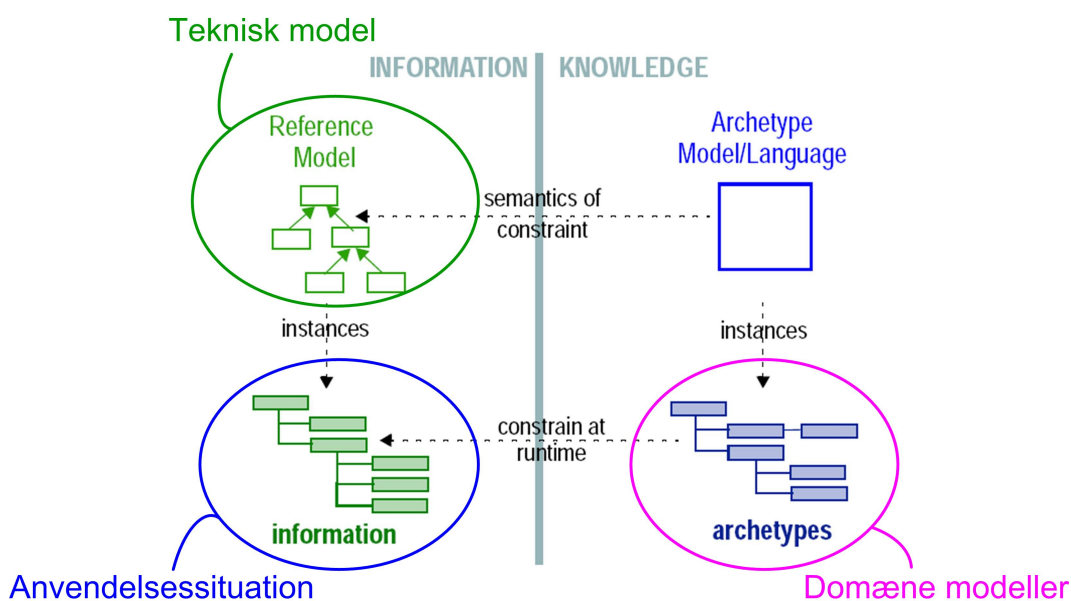 Teknisk model
INFORMATION
KNOWLEDGE
Reference
Model
Archetype
Model/Language
semantics of
constraint
instances
instances
constrain at
runtime
information
archetypes
Anvendelsessituation
Domæne modeller